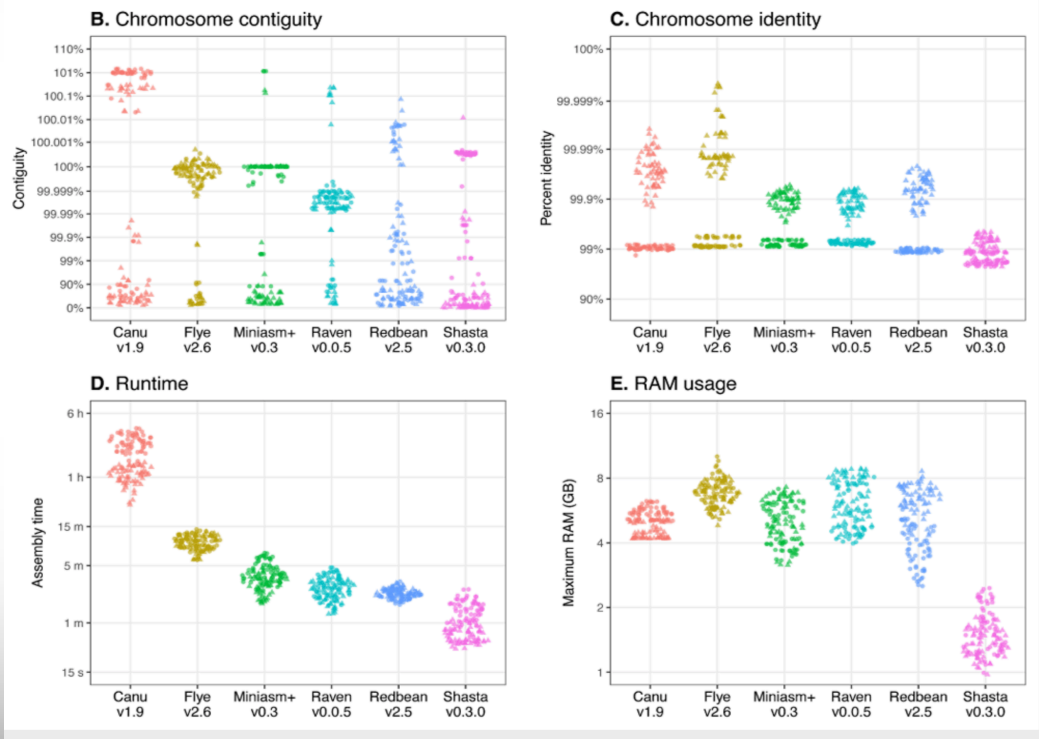 B. Chromosome contiguity
Contiguity
110%
101%
100.1%
100.01%
100.001%
100%
99.999%
99.99%
99.9%
99%
90%
0%
Canu Flye Miniasm+ Raven Redbean Shasta
v1.9 v2.6 v0.3 v0.0.5 v2.5 v0.3.0
C. Chromosome identity
Percent identity
100%
99.999%
99.99%
99.9%
99%
90%
Canu Flye Miniasm+ Raven Redbean Shasta
v1.9 v2.6 v0.3 v0.0.5 v2.5 v0.3.0
D. Runtime
Assembly time
6 h
1 h
15 m
5 m
1 m
15 s
Canu Flye Miniasm+ Raven Redbean Shasta
v1.9 v2.6 v0.3 v0.0.5 v2.5 v0.3.0
E. RAM usage
Maximum RAM (GB)
16
8
4
2
1
Canu Flye Miniasm+ Raven Redbean Shasta
v1.9 v2.6 v0.3 v0.0.5 v2.5 v0.3.0